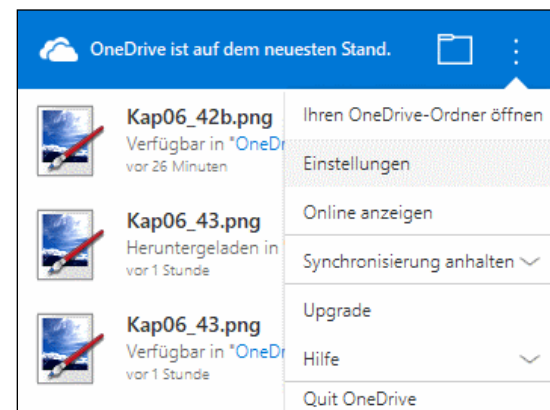 OneDrive ist auf dem neuesten Stand.
Kap06_42b.png
Verfügbar in "OneDr
vor 26 Minuten
Kap06_43.png
Heruntergeladen in
vor 1 Stunde
Kap06_43.png
Verfügbar in "OneDr
vor 1 Stunde
Ihren OneDrive-Ordner öffnen
Einstellungen
Online anzeigen
Synchronisierung anhalten
Upgrade
Hilfe
Quit OneDrive